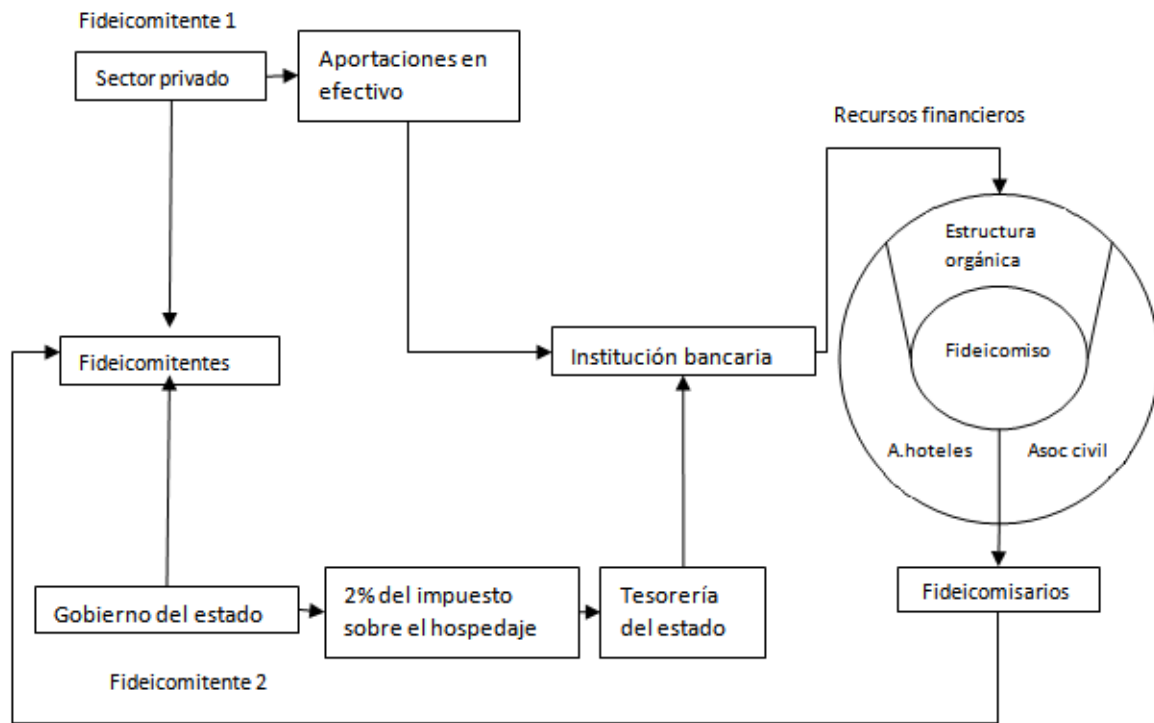 Fideicomitente 1
Sector privado
Aportaciones en
efectivo
Recursos financieros
Estructura
orgánica
Fideicomiso
Fideicomitentes
Institución bancaria
A.hoteles
Asoc civil
Gobierno del estado
2% del impuesto
sobre el hospedaje
Tesorería
del estado
Fideicomisarios
Fideicomitente 2